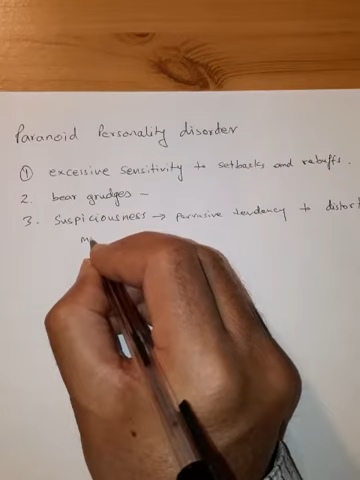 Paranoid Personality disorder
① excessive sensitivity to setbacks and rebuffs.
2. bear grudges –
3. Suspiciousness → pervasive tendency to distort